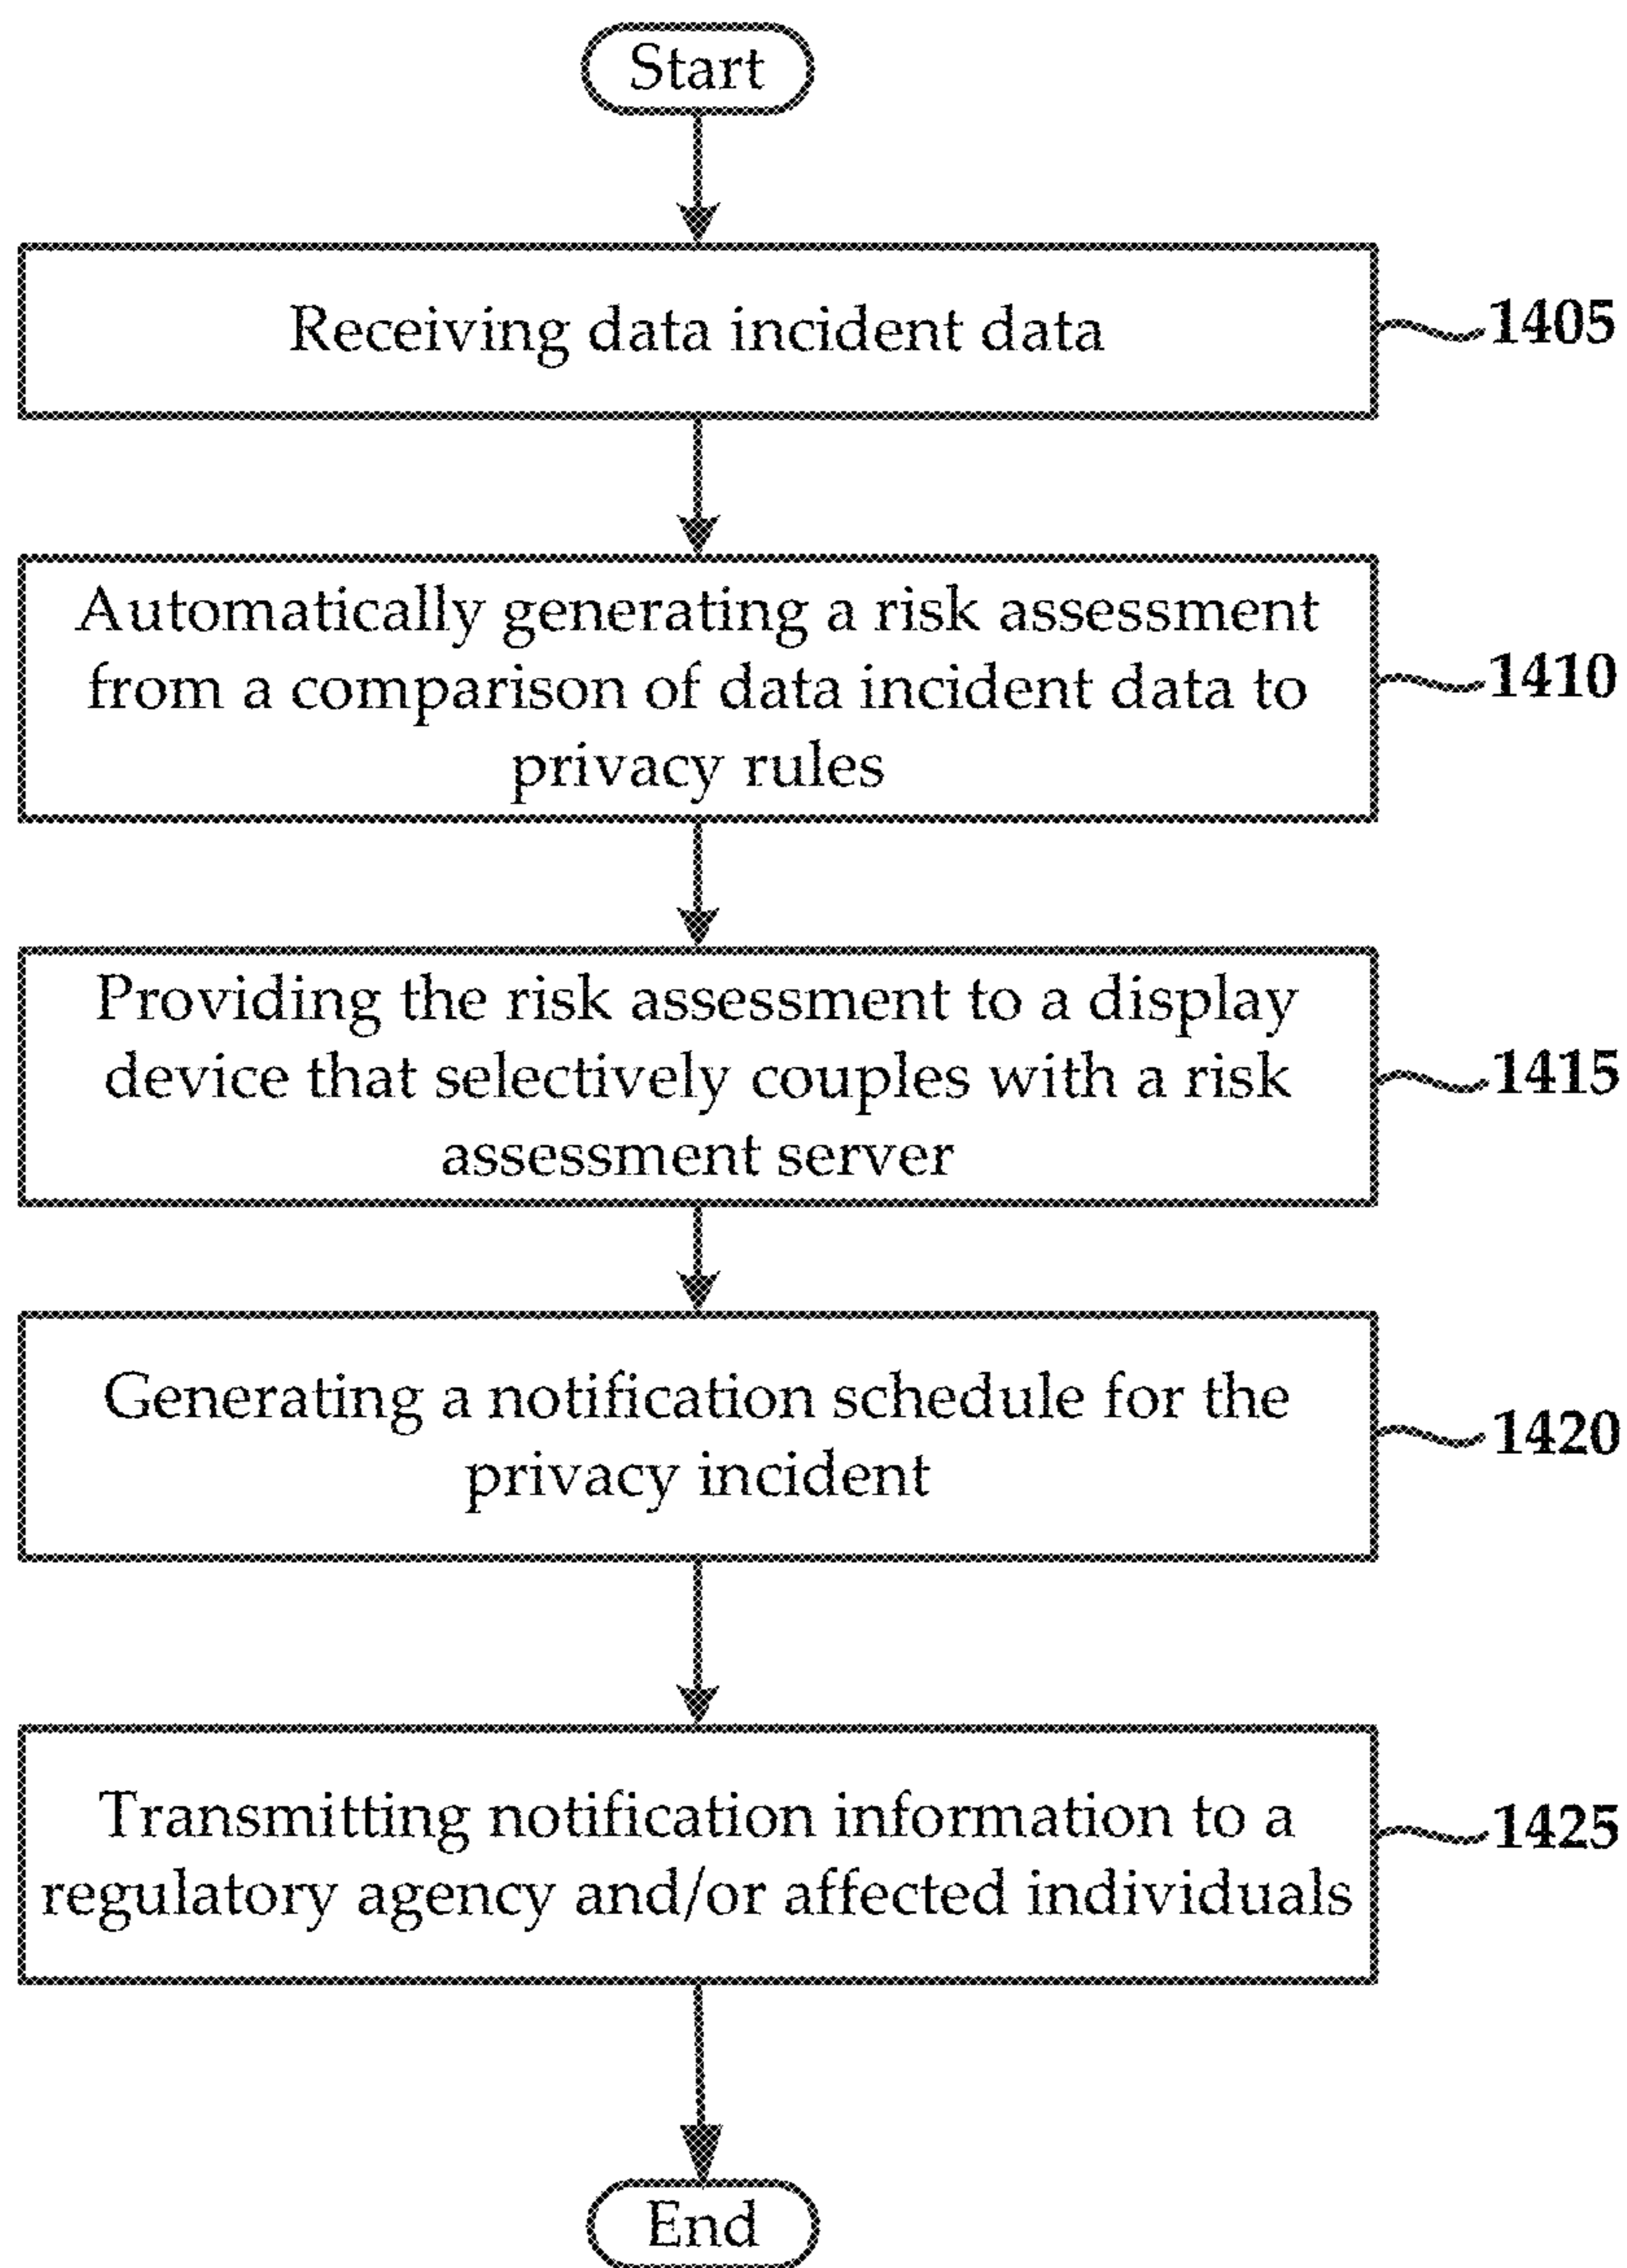 Start
Receiving data incident data
1405
Automatically generating a risk assessment
from a comparison of data incident data to
privacy rules
1410
Providing the risk assessment to a display
device that selectively couples with a risk
assessment server
1415
Generating a notification schedule for the
privacy incident
1420
Transmitting notification information to a
regulatory agency and/or affected individuals
1425
End